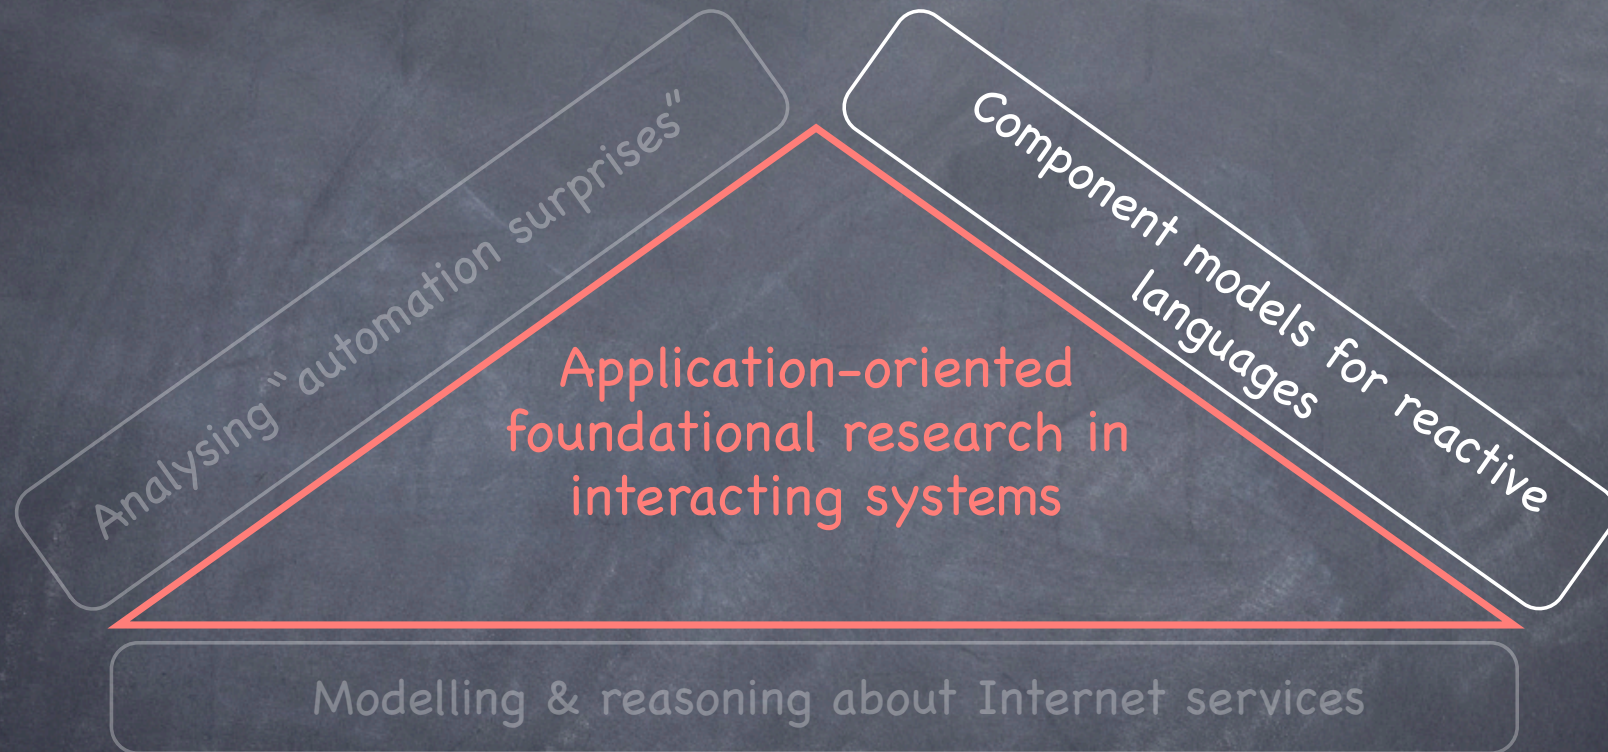 Analysing “automation surprises”
Component models for reactive
languages
Application-oriented
foundational research in
interacting systems
Modelling & reasoning about Internet services